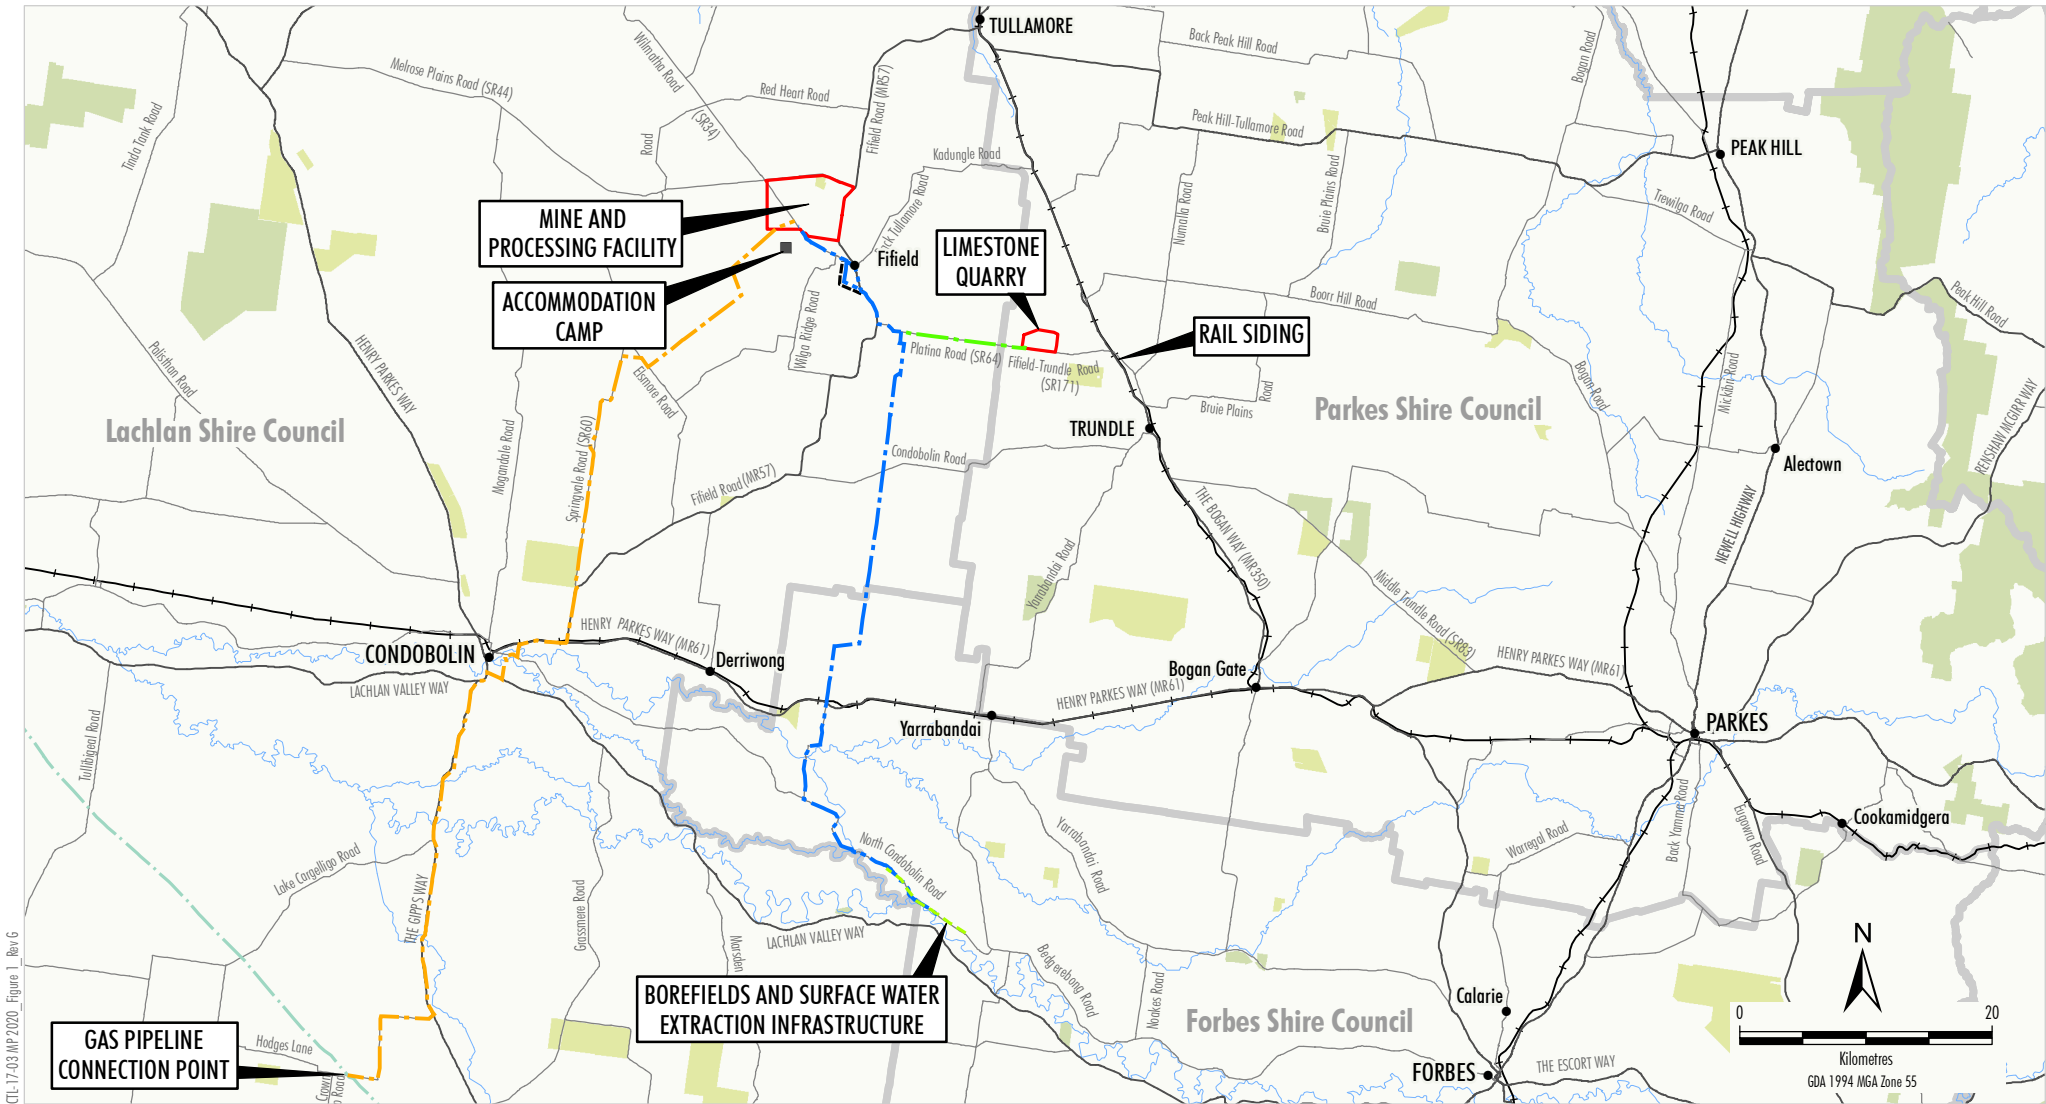 TULLAMORE
Back Peak Hill Road
Bogan Road
Wilmatha Road
(SR34)
Melrose Plains Road (SR44)
Red Heart Road
Fifield Road (MR57)
Tinda Tank Road
Road
Peak Hill-Tullamore Road
PEAK HILL
Kadungle Road
Bruie Plains Road
Trewilga Road
Numulla Road
MINE AND
PROCESSING FACILITY
Tullamore Road
Fifield
LIMESTONE
QUARRY
ACCOMMODATION
CAMP
Wilga Ridge Road
Boorr Hill Road
Peak Hill Road
RAIL SIDING
HENRY PARKES WAY
Palisthan Road
Platina Road (SR64)
Fifield-Trundle Road
(SR171)
Elsmore Road
Bogan Road
Mickibri Road
Bruie Plains
Road
Lachlan Shire Council
Parkes Shire Council
TRUNDLE
RENSHAW MCGIRR WAY
Mogandale Road
Springvale Road (SR60)
Condobolin Road
Alectown
Fifield Road (MR57)
THE BOGAN WAY (MR350)
NEWELL HIGHWAY
Yarrabandai Road
Middle Trundle Road (SR83)
HENRY PARKES WAY (MR61)
CONDOBOLIN
Derriwong
HENRY PARKES WAY (MR61)
Bogan Gate
LACHLAN VALLEY WAY
HENRY PARKES WAY (MR61)
Yarrabandai
PARKES
Tullibigeal Road
Back Yamma Road
Eugowra Road
Cookamidgera
Yarrabandai Road
Warregal Road
North Condobolin Road
Lake Cargelligo Road
THE GIPPS WAY
Grassmere Road
Marsden
LACHLAN VALLEY WAY
Bedgerebong Road
Noakes Road
N
BOREFIELDS AND SURFACE WATER
EXTRACTION INFRASTRUCTURE
Calarie
Forbes Shire Council
0
20
Kilometres
GDA 1994 MGA Zone 55
GAS PIPELINE
CONNECTION POINT
Hodges Lane
Road
FORBES
THE ESCORT WAY
CTL-17-03 MP 2020_Figure 1_Rev G